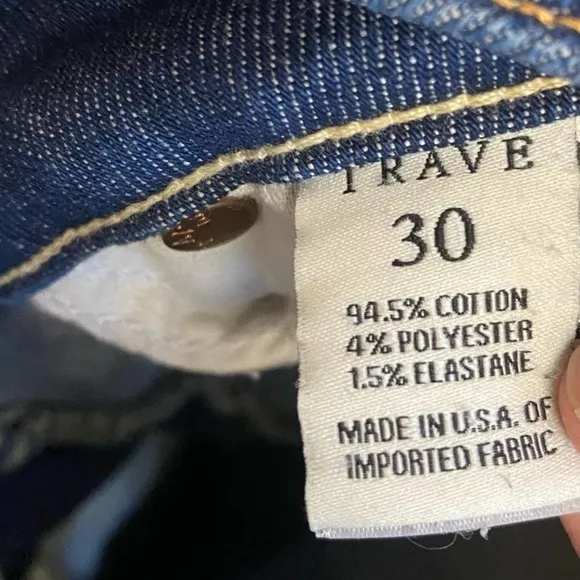 TRAVE
30
94.5% COTTON
4% POLYESTER
1.5% ELASTANE
MADE IN U.S.A. OF
IMPORTED FABRIC